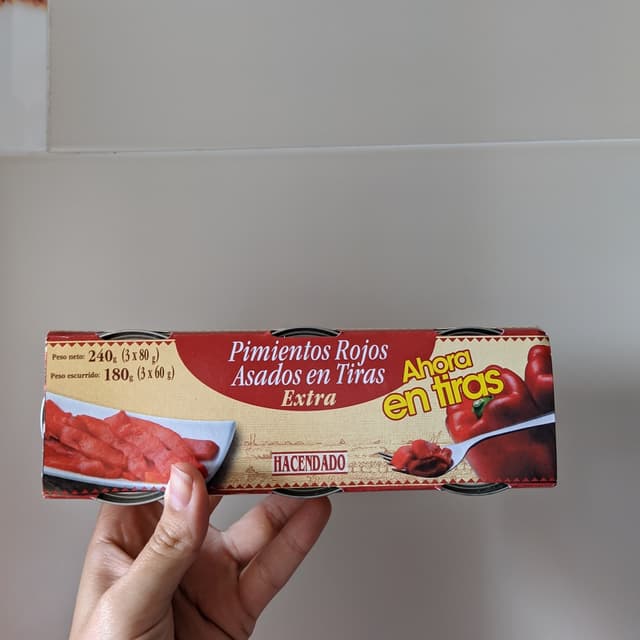 Peso neto: 240g (3 x 80 g)
Peso escurrido: 180g (3 x 60 g)
Pimientos Rojos
Asados en Tiras
Extra
HACENDADO
Ahora
en tiras